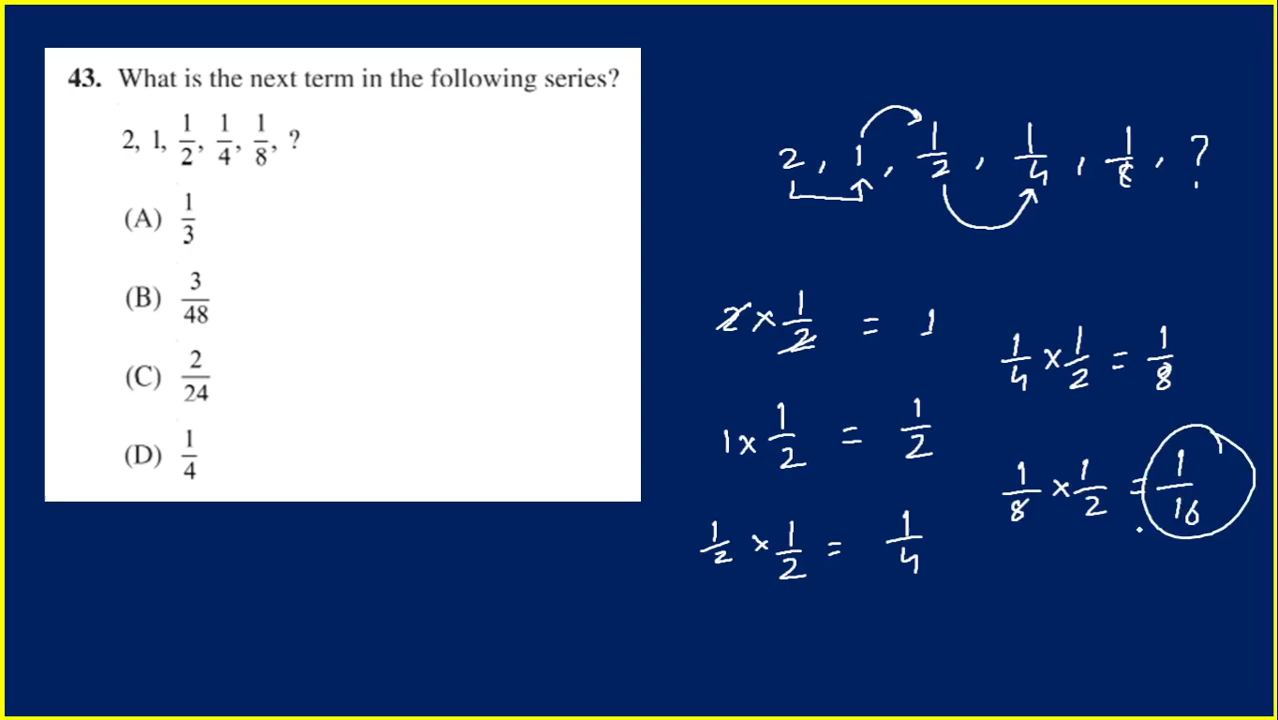 43. What is the next term in the following series?
2, 1, 1/2, 1/4, 1/8, ?
(A) 1/3
(B) 3/48
(C) 2/24
(D) 1/4
2, 1, 1/2, 1/4, 1/8, ?
2 × 1/2 = 1
1 × 1/2 = 1/2
1/2 × 1/2 = 1/4
1/4 × 1/2 = 1/8
1/8 × 1/2 = 1/16